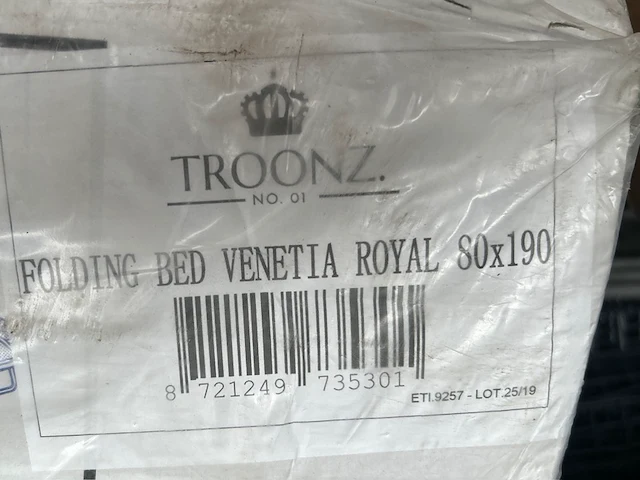 TROONZ.
NO. 01
FOLDING BED VENETIA ROYAL 80x190
8 721249 735301
ETI.9257 - LOT.25/19